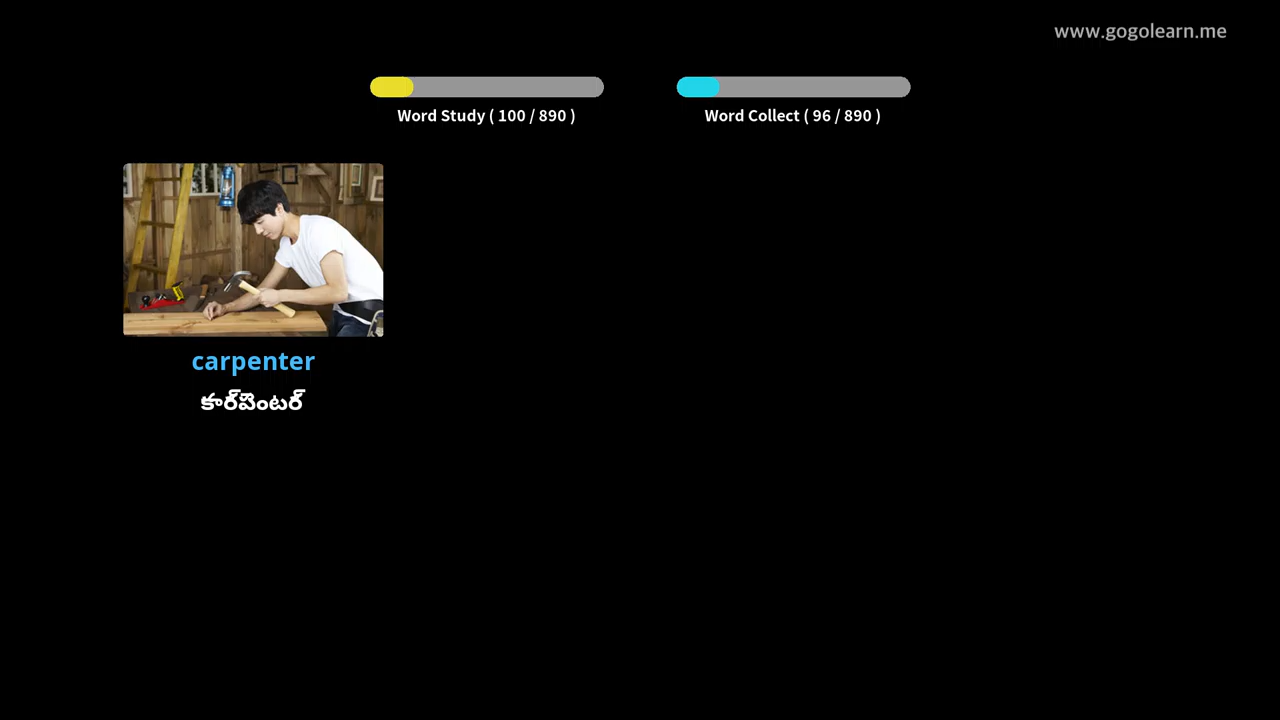 www.gogolearn.me
Word Study ( 100 / 890 )
Word Collect ( 96 / 890 )
carpenter
కార్‌పెంటర్